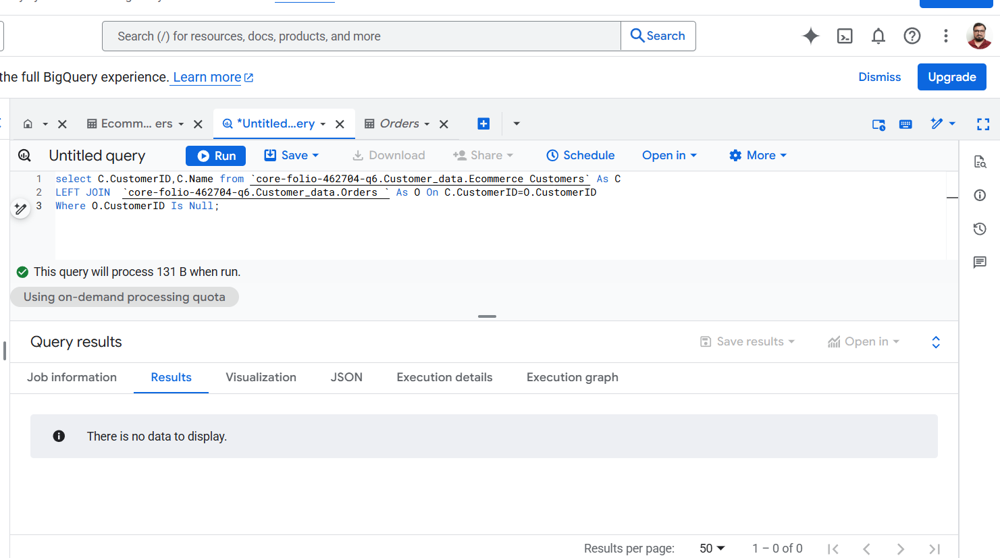 Search (/) for resources, docs, products, and more
Search
the full BigQuery experience. Learn more
Dismiss
Upgrade
Ecomm... ers
*Untitled...ery
Orders
Untitled query
Run
Save
Download
Share
Schedule
Open in
More
1 select C.CustomerID,C.Name from `core-folio-462704-q6.Customer_data.Ecommerce Customers` As C
2 LEFT JOIN `core-folio-462704-q6.Customer_data.Orders ` As O On C.CustomerID=O.CustomerID
3 Where O.CustomerID Is Null;
This query will process 131 B when run.
Using on-demand processing quota
Query results
Save results
Open in
Job information
Results
Visualization
JSON
Execution details
Execution graph
There is no data to display.
Results per page:
50
1 – 0 of 0